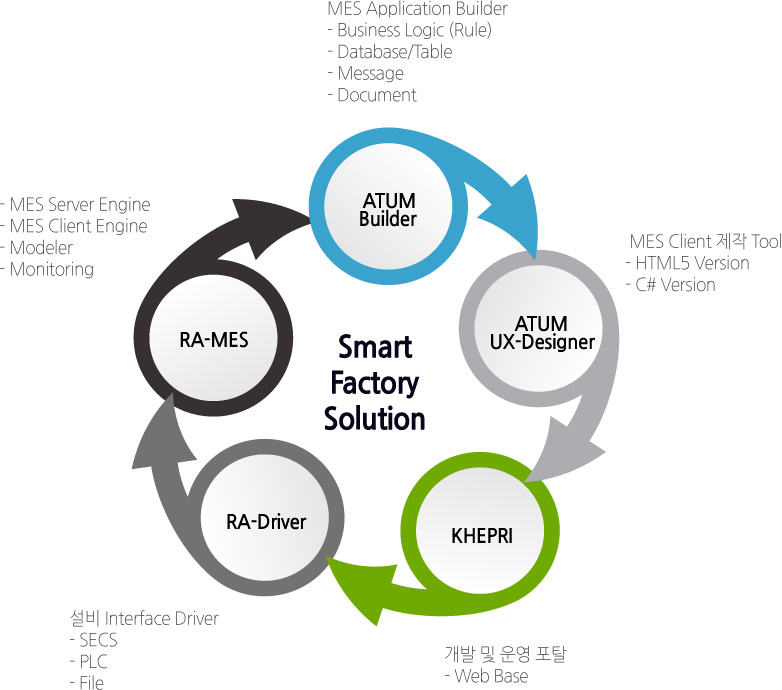 MES Application Builder
- Business Logic (Rule)
- Database/Table
- Message
- Document
ATUM
Builder
- MES Server Engine
- MES Client Engine
- Modeler
- Monitoring
MES Client 제작 Tool
- HTML5 Version
- C# Version
ATUM
UX-Designer
RA-MES
Smart
Factory
Solution
RA-Driver
KHEPRI
설비 Interface Driver
- SECS
- PLC
- File
개발 및 운영 포탈
- Web Base